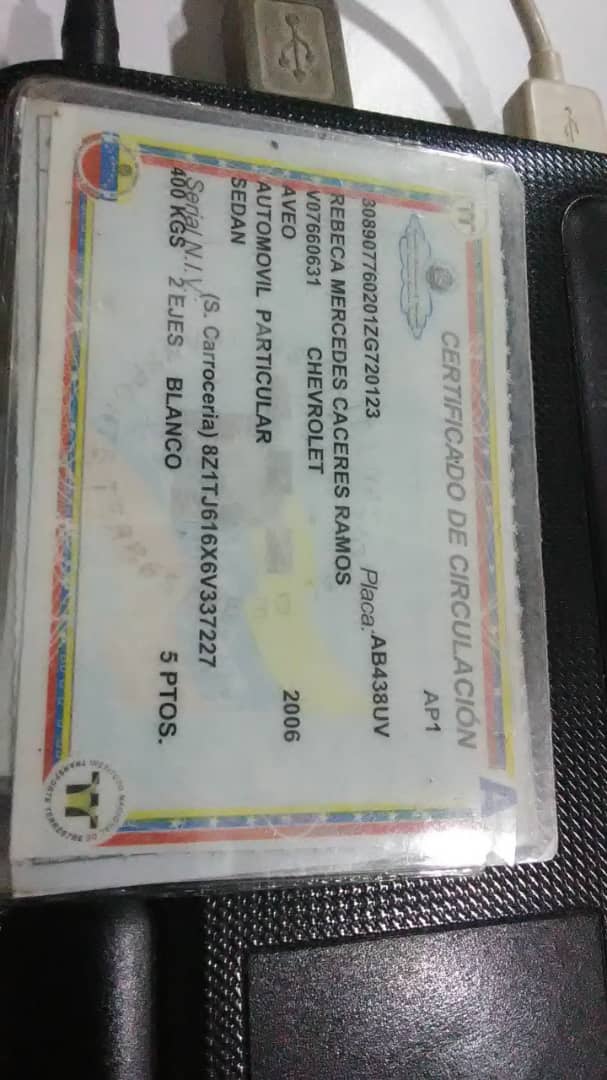 CERTIFICADO DE CIRCULACIÓN
AP1
308907760201ZG720123 Placa. AB438UV
REBECA MERCEDES CACERES RAMOS
V07660631 CHEVROLET
AVEO 2006
AUTOMOVIL PARTICULAR
SEDAN
Serial N.I.V. (S. Carroceria) 8Z1TJ616X6V337227
400 KGS 2 EJES BLANCO 5 PTOS.
INSTITUTO NACIONAL DE TRANSPORTE TERRESTRE